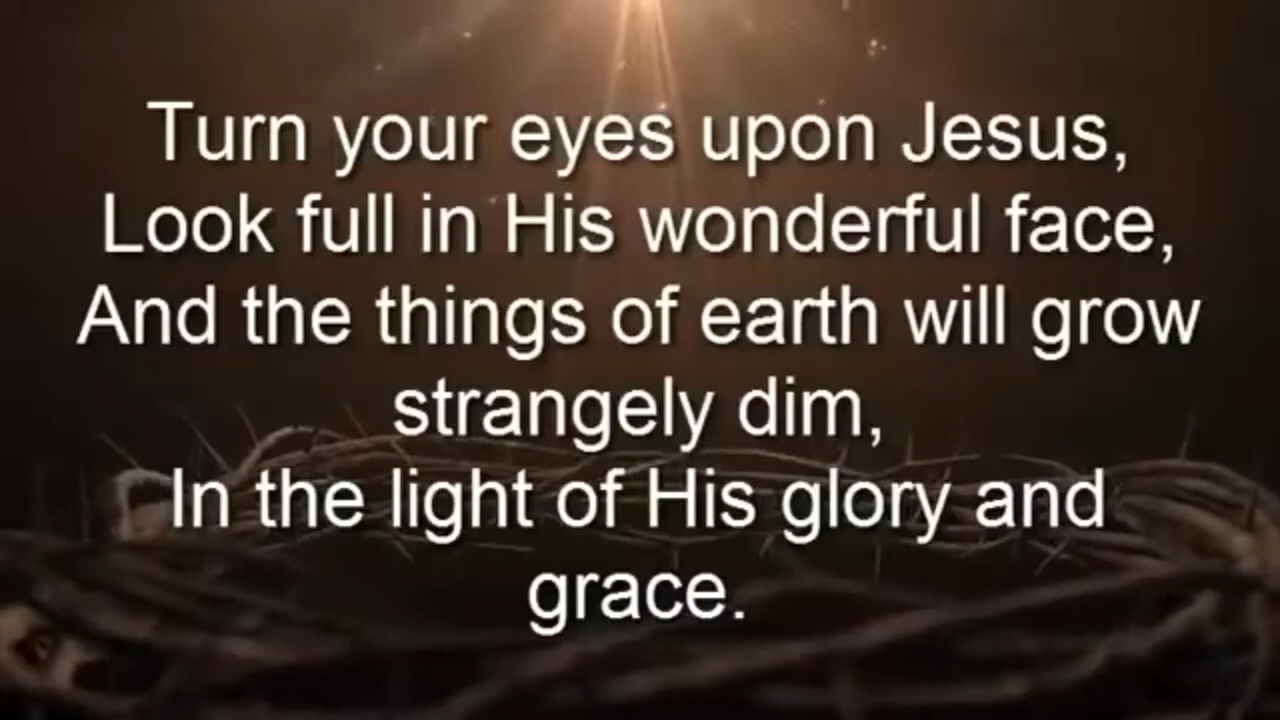 Turn your eyes upon Jesus,
Look full in His wonderful face,
And the things of earth will grow
strangely dim,
In the light of His glory and
grace.